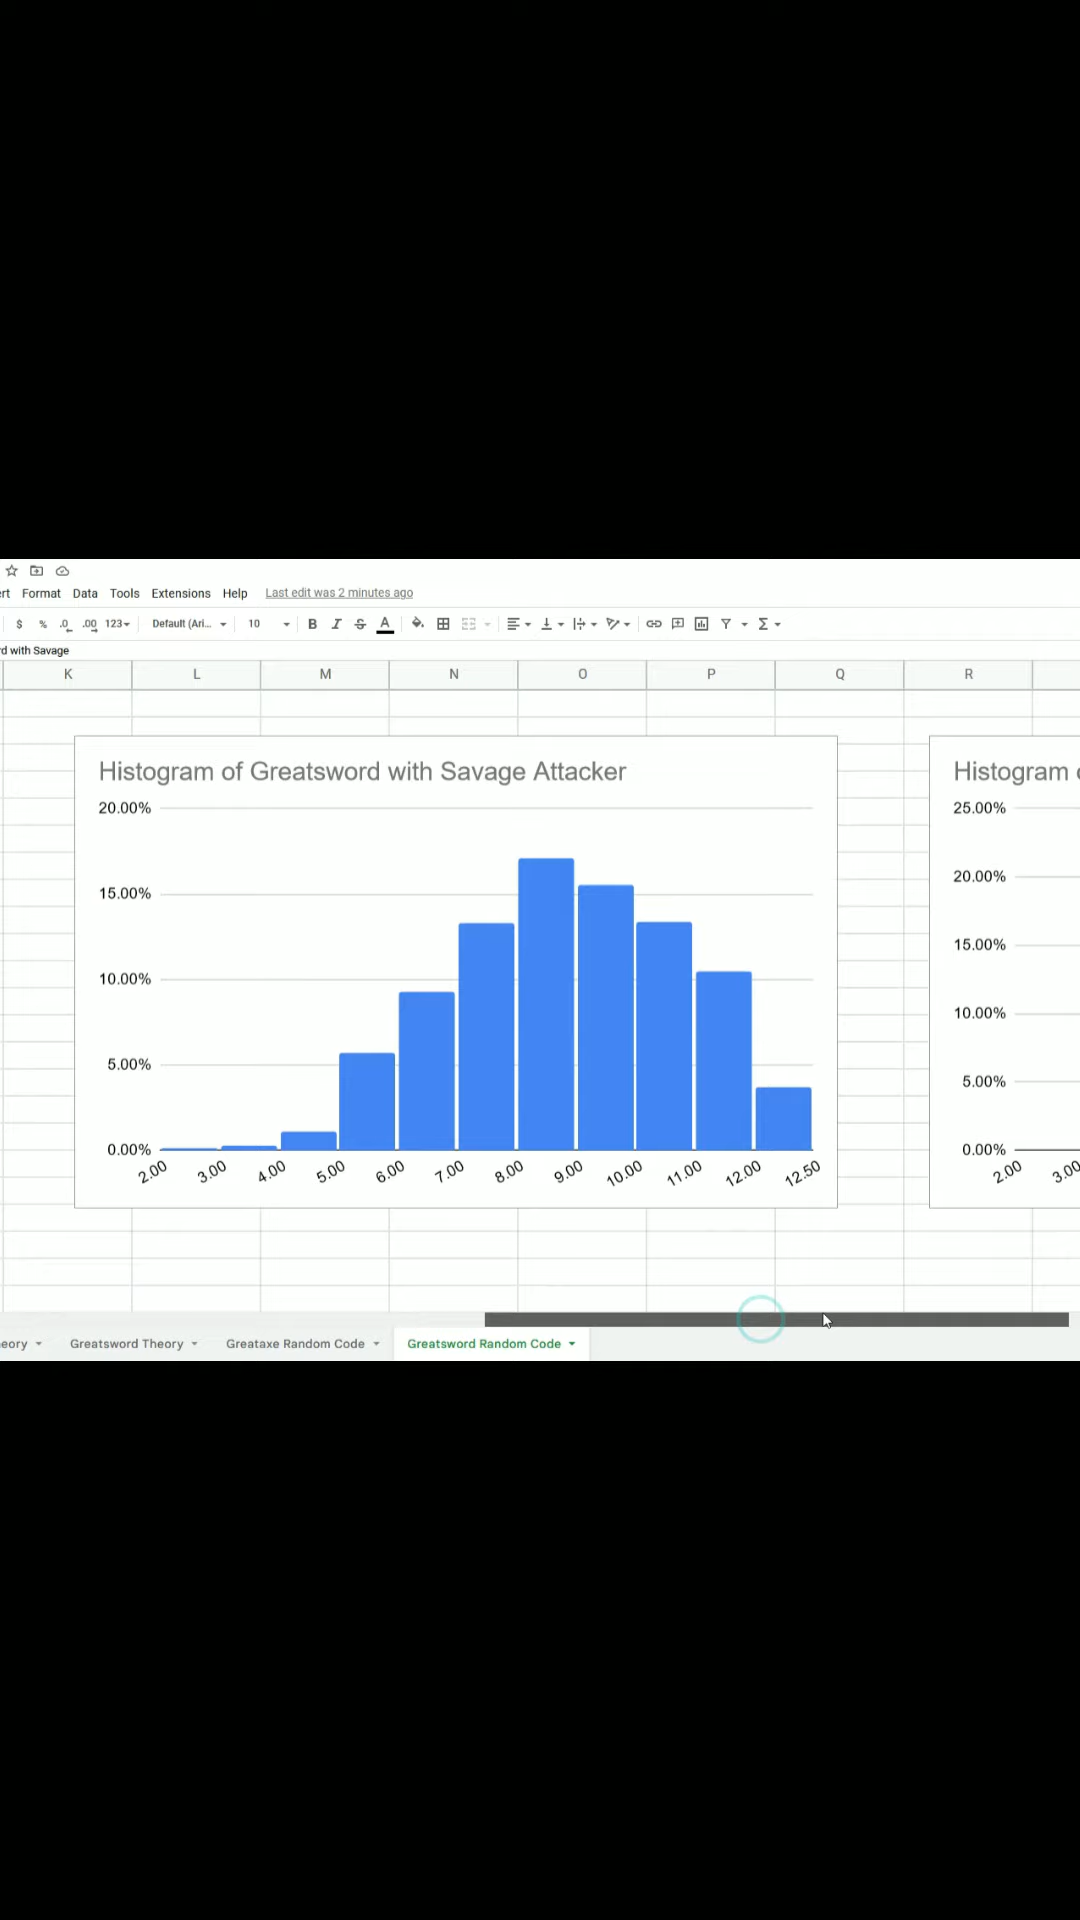 rt Format Data Tools Extensions Help Last edit was 2 minutes ago
$ % .0 .00 123 Default (Ari... 10 B I S A
d with Savage
K L M N O P Q R
Histogram of Greatsword with Savage Attacker
20.00%
15.00%
10.00%
5.00%
0.00%
2.00 3.00 4.00 5.00 6.00 7.00 8.00 9.00 10.00 11.00 12.00 12.50
Histogram
25.00%
20.00%
15.00%
10.00%
5.00%
0.00%
2.00 3.00
eory Greatsword Theory Greataxe Random Code Greatsword Random Code